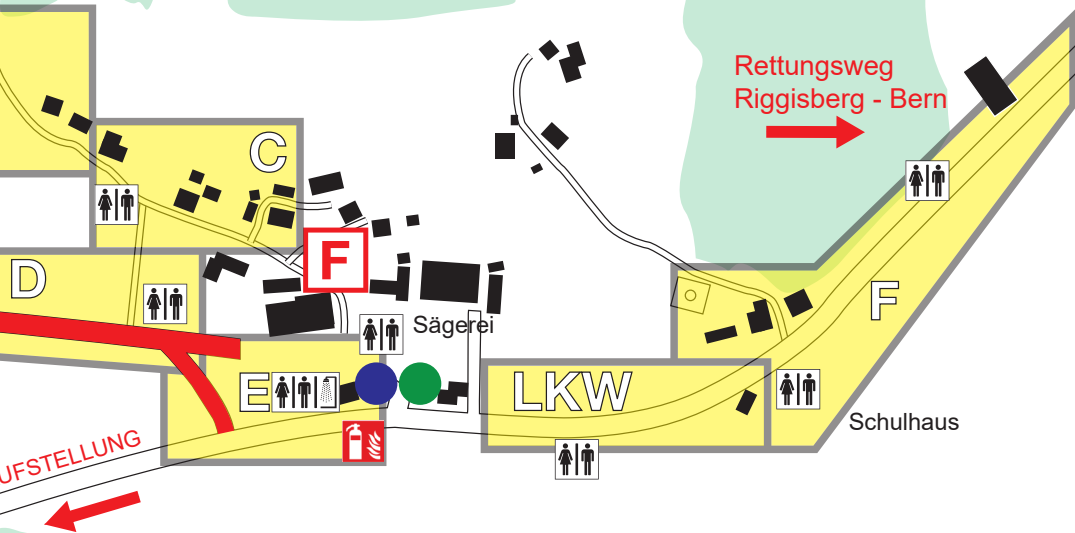 Rettungsweg
Riggisberg - Bern
C
F
D
F
Sägerei
E
LKW
Schulhaus
UFSTELLUNG